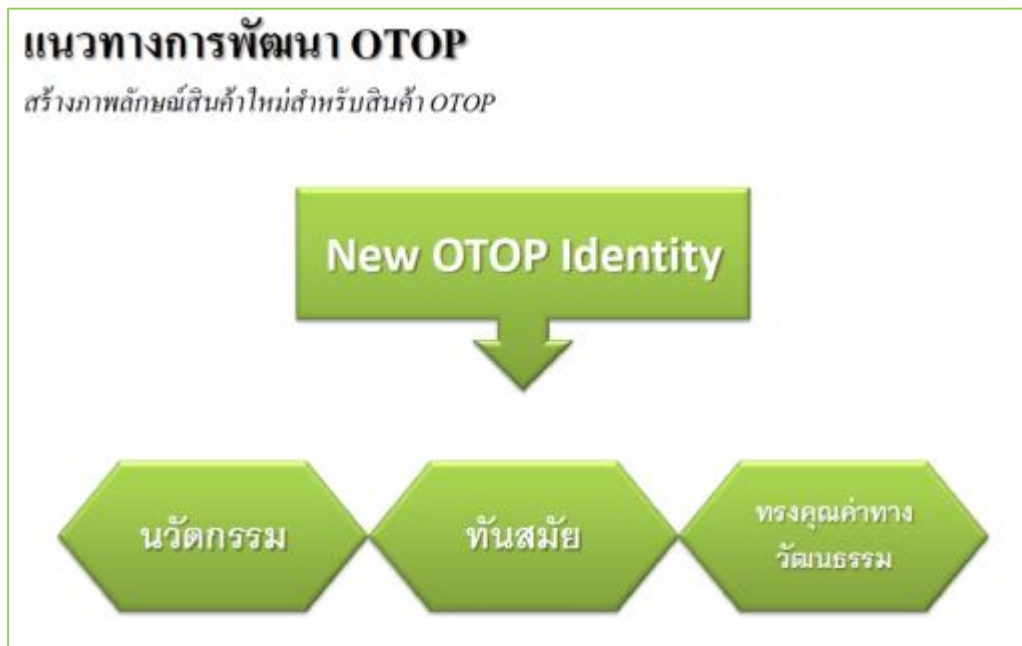 แนวทางการพัฒนา OTOP
สร้างภาพลักษณ์สินค้าใหม่สำหรับสินค้า OTOP
New OTOP Identity
นวัตกรรม
ทันสมัย
ทรงคุณค่าทาง
วัฒนธรรม